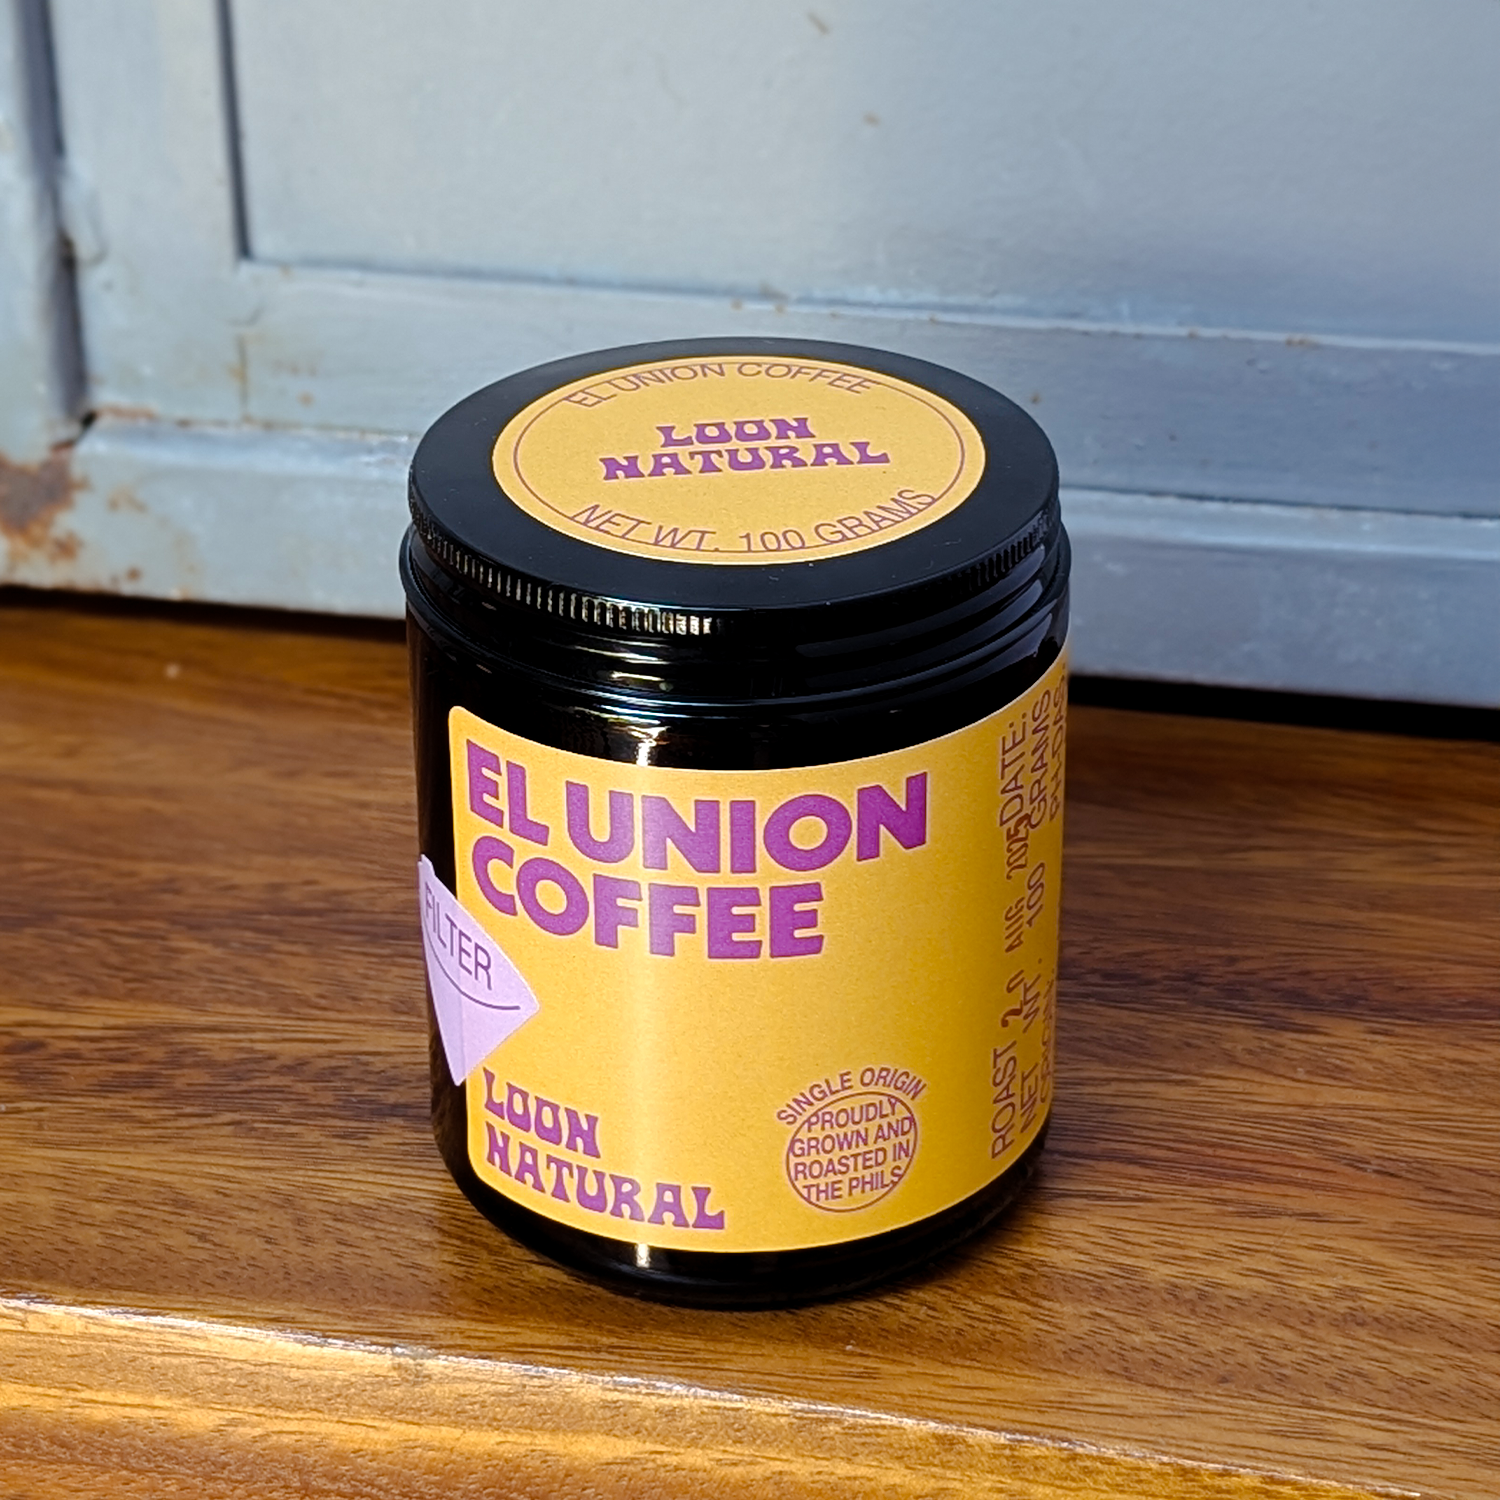 EL UNION COFFEE
LOON
NATURAL
NET WT. 100 GRAMS
EL UNION
COFFEE
FILTER
LOON
NATURAL
SINGLE ORIGIN
PROUDLY
GROWN AND
ROASTED IN
THE PHILS
ROAST DATE:
AUG 2025
NET WT. 100 GRAMS